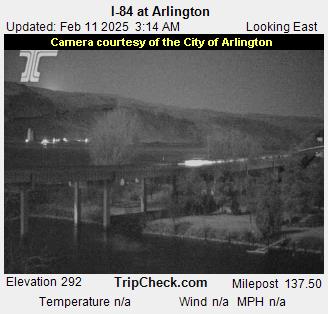 I-84 at Arlington
Updated: Feb 11 2025 3:14 AM Looking East
Camera courtesy of the City of Arlington
Elevation 292 TripCheck.com Milepost 137.50
Temperature n/a Wind n/a MPH n/a